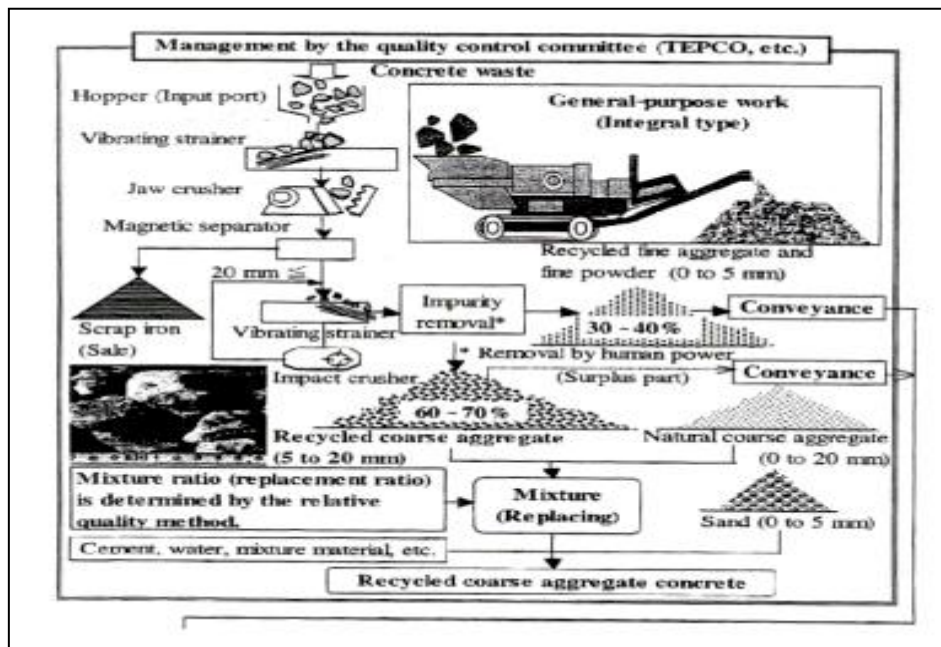 Management by the quality control committee (TEPCO, etc.)
Concrete waste
Hopper (Input port)
General-purpose work
(Integral type)
Vibrating strainer
Jaw crusher
Magnetic separator
Recycled fine aggregate and
fine powder (0 to 5 mm)
20 mm ≦
Impurity
removal*
Conveyance
30 ~ 40%
Scrap iron
(Sale)
Vibrating strainer
* Removal by human power
(Surplus part)
Conveyance
Impact crusher
60 ~ 70%
Recycled coarse aggregate
(5 to 20 mm)
Natural coarse aggregate
(0 to 20 mm)
Mixture ratio (replacement ratio)
is determined by the relative
quality method.
Mixture
(Replacing)
Sand (0 to 5 mm)
Cement, water, mixture material, etc.
Recycled coarse aggregate concrete